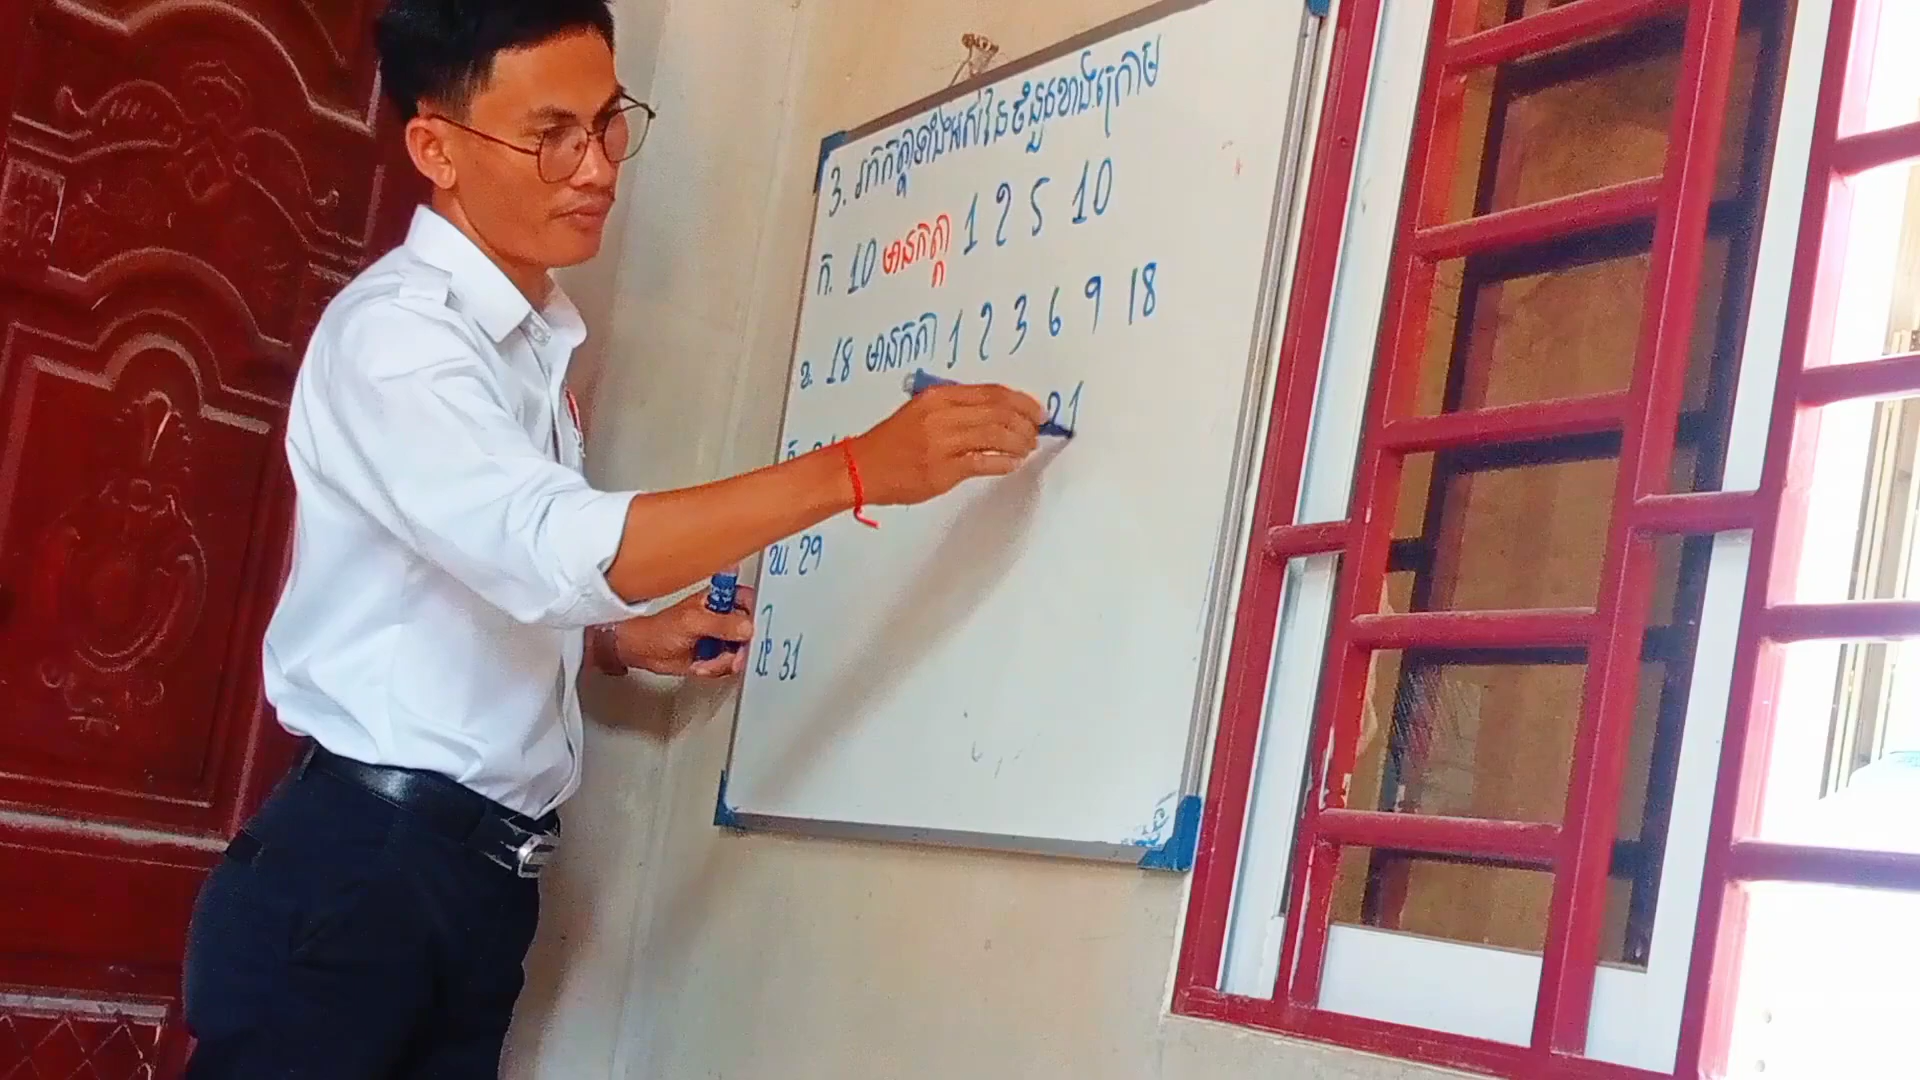 3. រកកត្តាទាំងអស់នៃចំនួនខាងក្រោម
ក. 10 មានកត្តា 1 2 5 10
ខ. 18 មានកត្តា 1 2 3 6 9 18
គ. 21
ឃ. 29
ង. 31